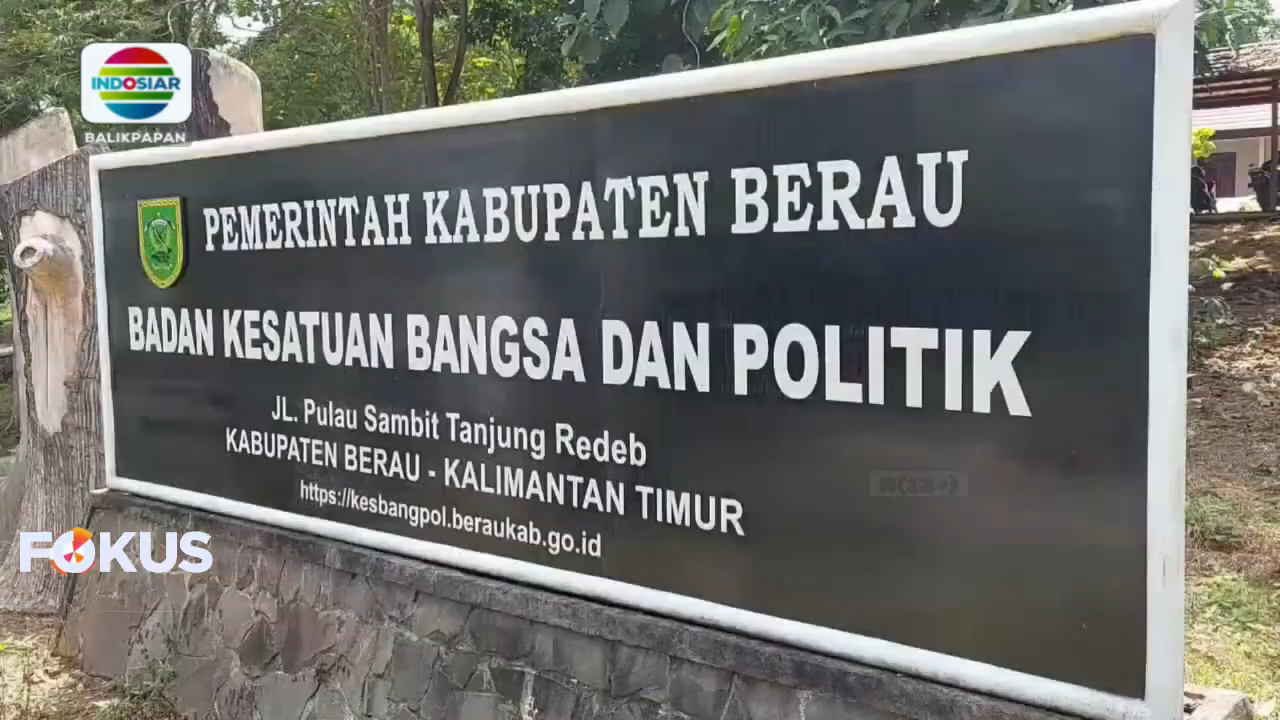 INDOSIAR
BALIKPAPAN
PEMERINTAH KABUPATEN BERAU
BADAN KESATUAN BANGSA DAN POLITIK
JL. Pulau Sambit Tanjung Redeb
KABUPATEN BERAU - KALIMANTAN TIMUR
https://kesbangpol.beraukab.go.id
R(13+)
FOKUS